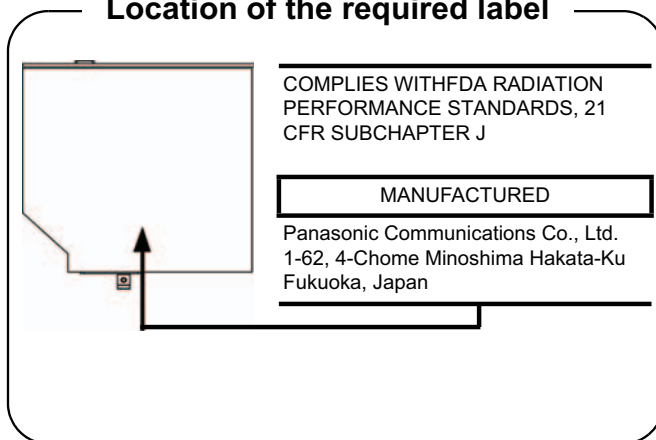 Location of the required label
COMPLIES WITHFDA RADIATION
PERFORMANCE STANDARDS, 21
CFR SUBCHAPTER J
MANUFACTURED
Panasonic Communications Co., Ltd.
1-62, 4-Chome Minoshima Hakata-Ku
Fukuoka, Japan